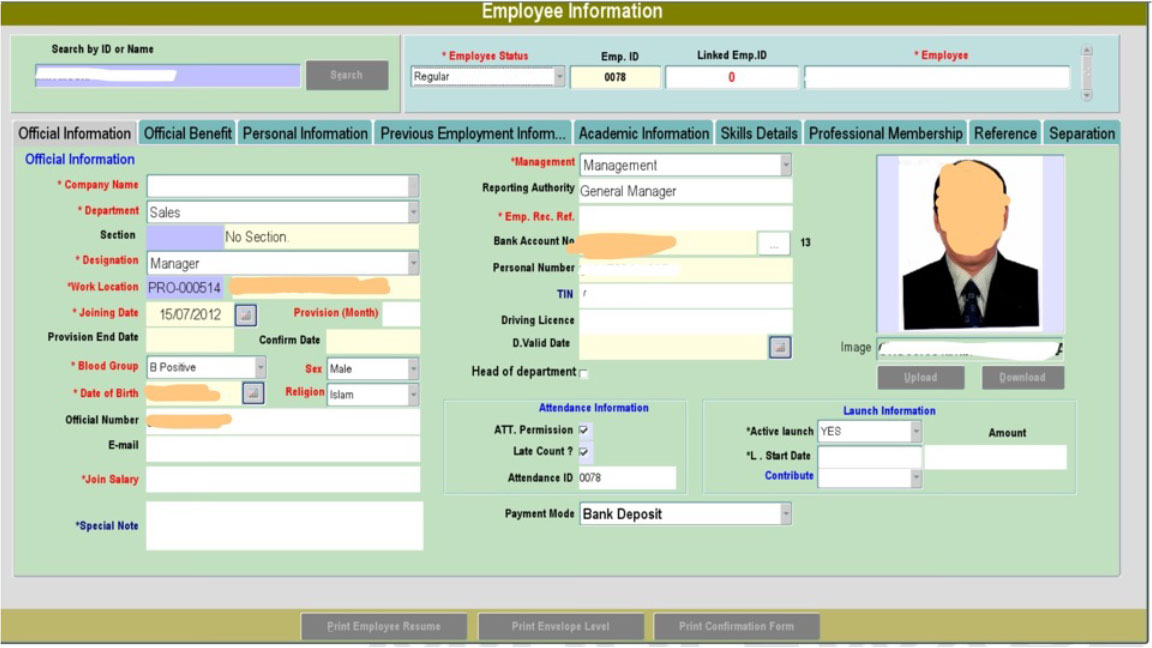 Employee Information
Search by ID or Name
Search
* Employee Status Emp. ID Linked Emp.ID * Employee
Regular 0078 0
Official Information Official Benefit Personal Information Previous Employment Inform... Academic Information Skills Details Professional Membership Reference Separation
Official Information
* Company Name
* Department Sales
Section No Section.
* Designation Manager
*Work Location PRO-000514
* Joining Date 15/07/2012 Provision (Month)
Provision End Date Confirm Date
* Blood Group B Positive Sex Male
* Date of Birth Religion Islam
Official Number
E-mail
*Join Salary
*Special Note
*Management Management
Reporting Authority General Manager
* Emp. Rec. Ref.
Bank Account No ... 13
Personal Number
TIN
Driving Licence
D.Valid Date
Head of department
Attendance Information
ATT. Permission
Late Count ?
Attendance ID 0078
Payment Mode Bank Deposit
Image
Upload Download
Launch Information
*Active launch YES Amount
*L . Start Date
Contribute
Print Employee Resume Print Envelope Level Print Confirmation Form